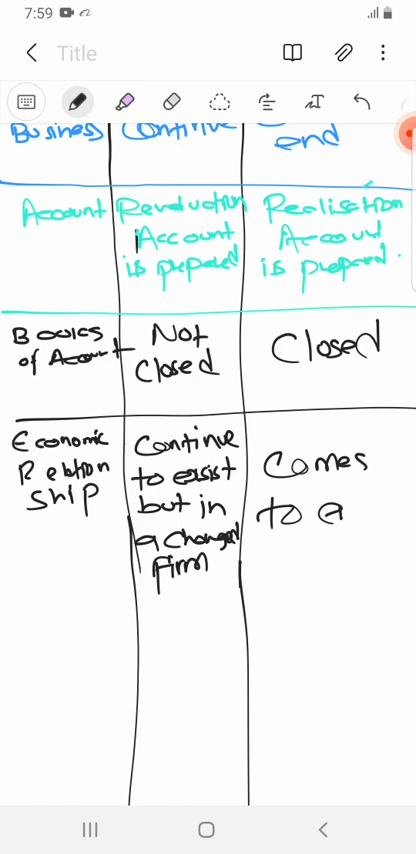 7:59
Title
Business Continue end
Account Revaluation Realisation
Account Account
is prepared is prepared.
Books Not Closed
of Account Closed
Economic Continue Comes
Relation to exist to a
Ship but in
a changed
Firm